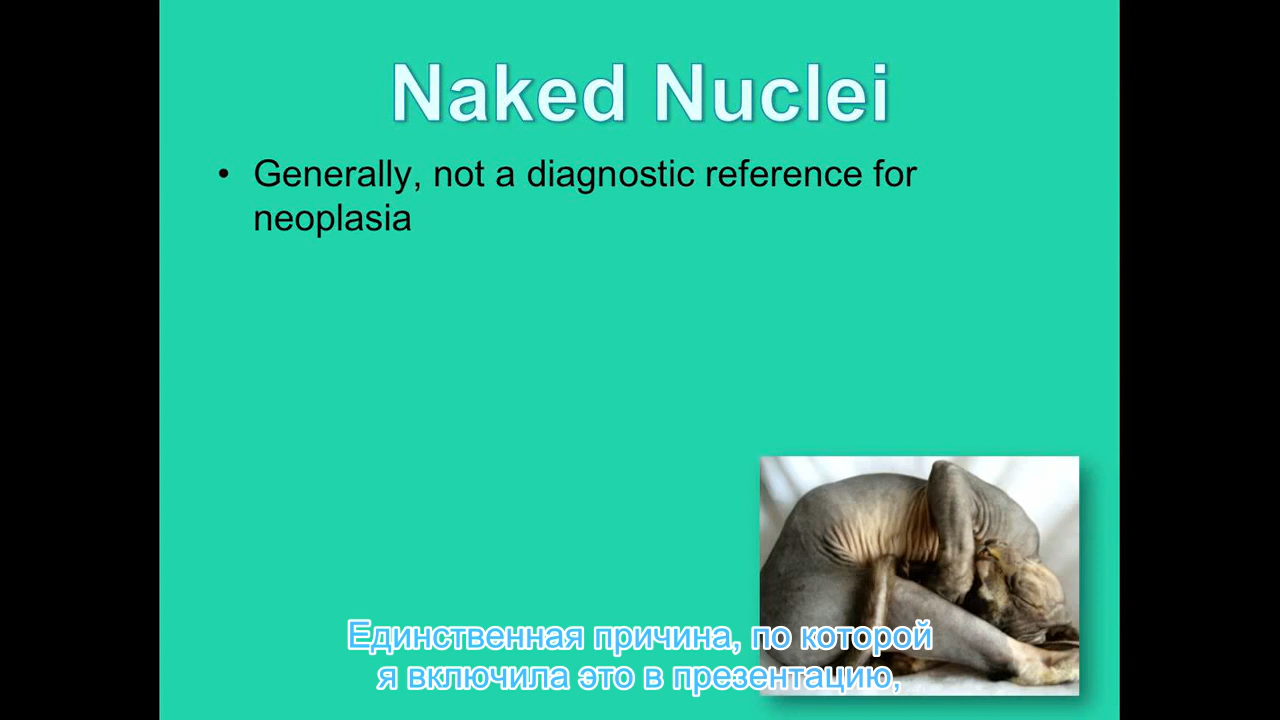 Naked Nuclei
• Generally, not a diagnostic reference for
neoplasia
Единственная причина, по которой
я включила это в презентацию,